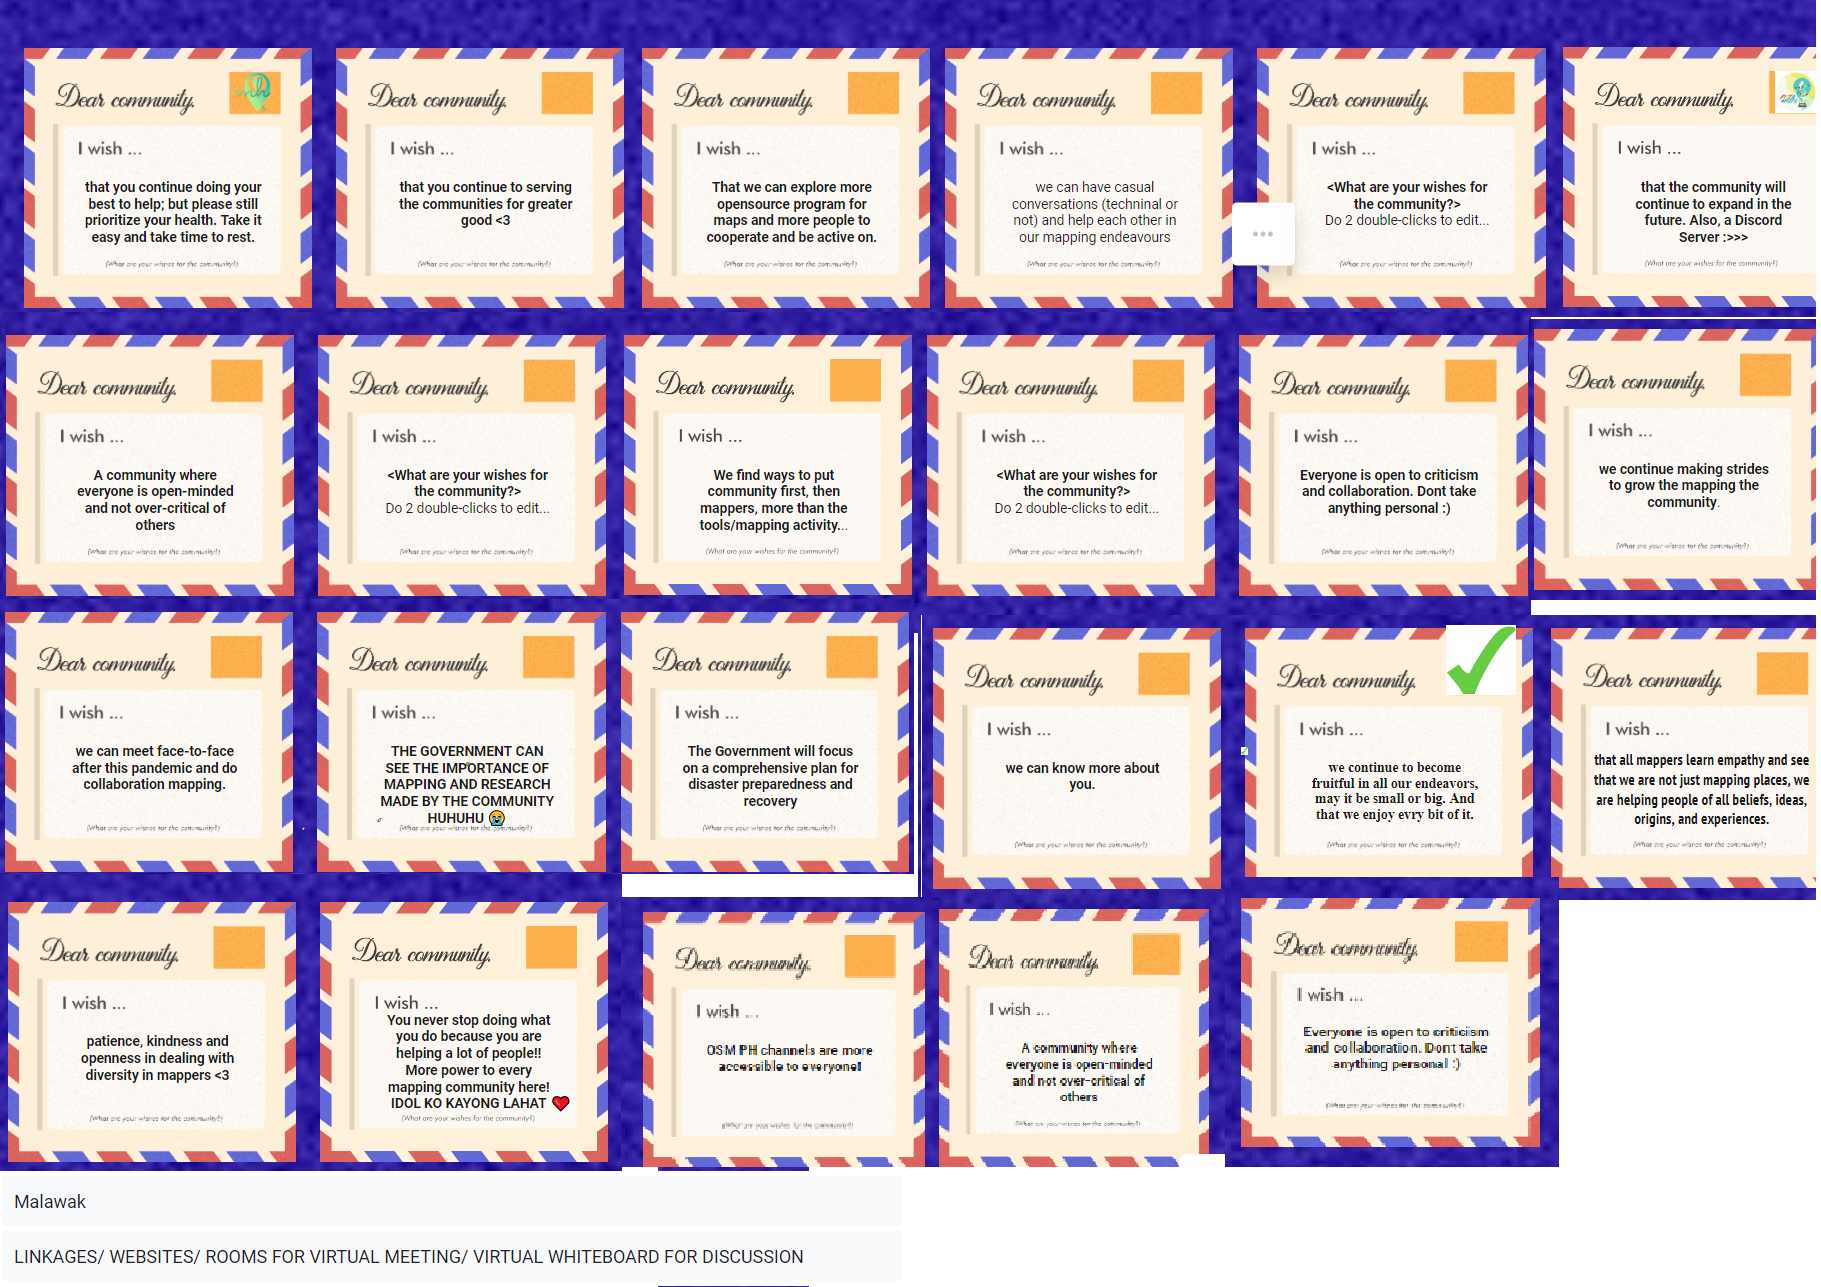 Dear community,
I wish ...
that you continue doing your
best to help; but please still
prioritize your health. Take it
easy and take time to rest.
(What are your wishes for the community?)
Dear community,
I wish ...
that you continue to serving
the communities for greater
good <3
(What are your wishes for the community?)
Dear community,
I wish ...
That we can explore more
opensource program for
maps and more people to
cooperate and be active on.
(What are your wishes for the community?)
Dear community,
I wish ...
we can have casual
conversations (techninal or
not) and help each other in
our mapping endeavours
(What are your wishes for the community?)
Dear community,
I wish ...
<What are your wishes for
the community?>
Do 2 double-clicks to edit...
(What are your wishes for the community?)
Dear community,
I wish ...
that the community will
continue to expand in the
future. Also, a Discord
Server :>>>
(What are your wishes for the community?)
Dear community,
I wish ...
A community where
everyone is open-minded
and not over-critical of
others
(What are your wishes for the community?)
Dear community,
I wish ...
<What are your wishes for
the community?>
Do 2 double-clicks to edit...
(What are your wishes for the community?)
Dear community,
I wish ...
We find ways to put
community first, then
mappers, more than the
tools/mapping activity...
(What are your wishes for the community?)
Dear community,
I wish ...
<What are your wishes for
the community?>
Do 2 double-clicks to edit...
(What are your wishes for the community?)
Dear community,
I wish ...
Everyone is open to criticism
and collaboration. Dont take
anything personal :)
(What are your wishes for the community?)
Dear community,
I wish ...
we continue making strides
to grow the mapping the
community.
(What are your wishes for the community?)
Dear community,
I wish ...
we can meet face-to-face
after this pandemic and do
collaboration mapping.
(What are your wishes for the community?)
Dear community,
I wish ...
THE GOVERNMENT CAN
SEE THE IMPORTANCE OF
MAPPING AND RESEARCH
MADE BY THE COMMUNITY
HUHUHU 😭
(What are your wishes for the community?)
Dear community,
I wish ...
The Government will focus
on a comprehensive plan for
disaster preparedness and
recovery
(What are your wishes for the community?)
Dear community,
I wish ...
we can know more about
you.
(What are your wishes for the community?)
Dear community,
I wish ...
we continue to become
fruitful in all our endeavors,
may it be small or big. And
that we enjoy evry bit of it.
(What are your wishes for the community?)
Dear community,
I wish ...
that all mappers learn empathy and see
that we are not just mapping places, we
are helping people of all beliefs, ideas,
origins, and experiences.
(What are your wishes for the community?)
Dear community,
I wish ...
patience, kindness and
openness in dealing with
diversity in mappers <3
(What are your wishes for the community?)
Dear community,
I wish ...
You never stop doing what
you do because you are
helping a lot of people!!
More power to every
mapping community here!
IDOL KO KAYONG LAHAT ❤️
(What are your wishes for the community?)
Dear community,
I wish ...
OSM PH channels are more
accessible to everyone!
(What are your wishes for the community?)
Dear community,
I wish ...
A community where
everyone is open-minded
and not over-critical of
others
(What are your wishes for the community?)
Dear community,
I wish ...
Everyone is open to criticism
and collaboration. Dont take
anything personal :)
(What are your wishes for the community?)
Malawak
LINKAGES/ WEBSITES/ ROOMS FOR VIRTUAL MEETING/ VIRTUAL WHITEBOARD FOR DISCUSSION